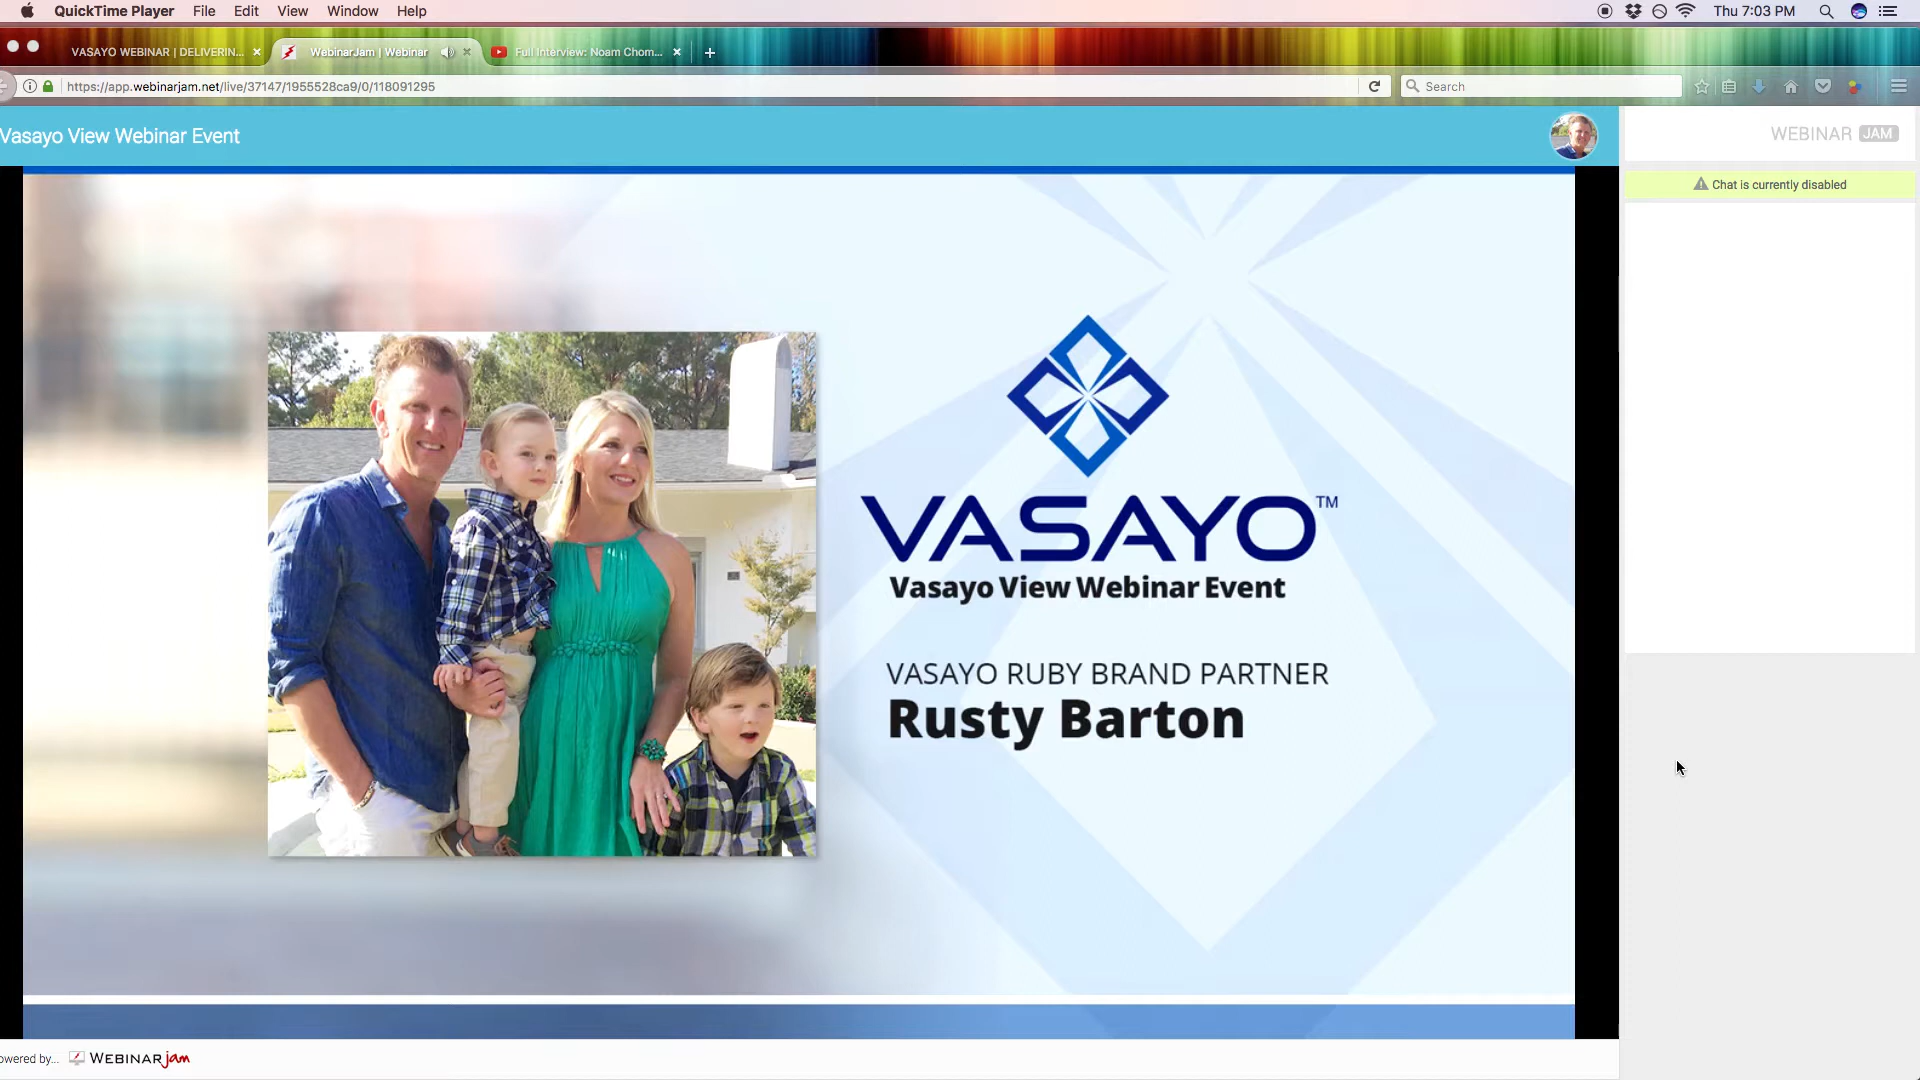 QuickTime Player File Edit View Window Help
Thu 7:03 PM
VASAYO WEBINAR | DELIVERIN...
WebinarJam | Webinar
Full Interview: Noam Chom...
https://app.webinarjam.net/live/37147/1955528ca9/0/118091295
Search
Vasayo View Webinar Event
WEBINAR JAM
Chat is currently disabled
VASAYO™
Vasayo View Webinar Event
VASAYO RUBY BRAND PARTNER
Rusty Barton
owered by... WEBINARjam